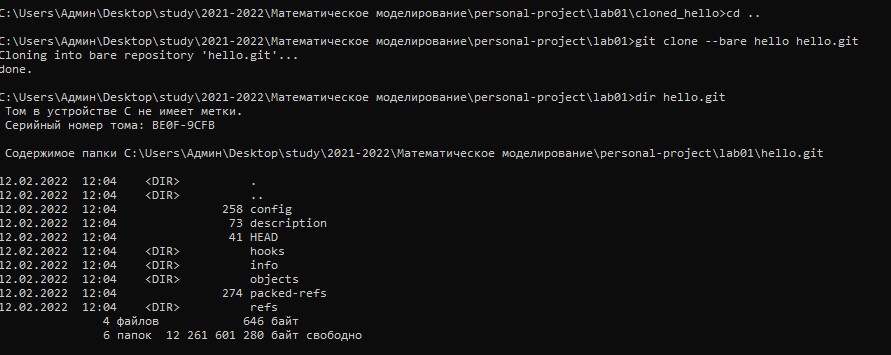 C:\Users\Админ\Desktop\study\2021-2022\Математическое моделирование\personal-project\lab01\cloned_hello>cd ..
C:\Users\Админ\Desktop\study\2021-2022\Математическое моделирование\personal-project\lab01>git clone --bare hello hello.git
Cloning into bare repository 'hello.git'...
done.
C:\Users\Админ\Desktop\study\2021-2022\Математическое моделирование\personal-project\lab01>dir hello.git
Том в устройстве C не имеет метки.
Серийный номер тома: BE0F-9CFB
Содержимое папки C:\Users\Админ\Desktop\study\2021-2022\Математическое моделирование\personal-project\lab01\hello.git
12.02.2022  12:04    <DIR>          .
12.02.2022  12:04    <DIR>          ..
12.02.2022  12:04               258 config
12.02.2022  12:04                73 description
12.02.2022  12:04                41 HEAD
12.02.2022  12:04    <DIR>          hooks
12.02.2022  12:04    <DIR>          info
12.02.2022  12:04    <DIR>          objects
12.02.2022  12:04               274 packed-refs
12.02.2022  12:04    <DIR>          refs
4 файлов            646 байт
6 папок  12 261 601 280 байт свободно